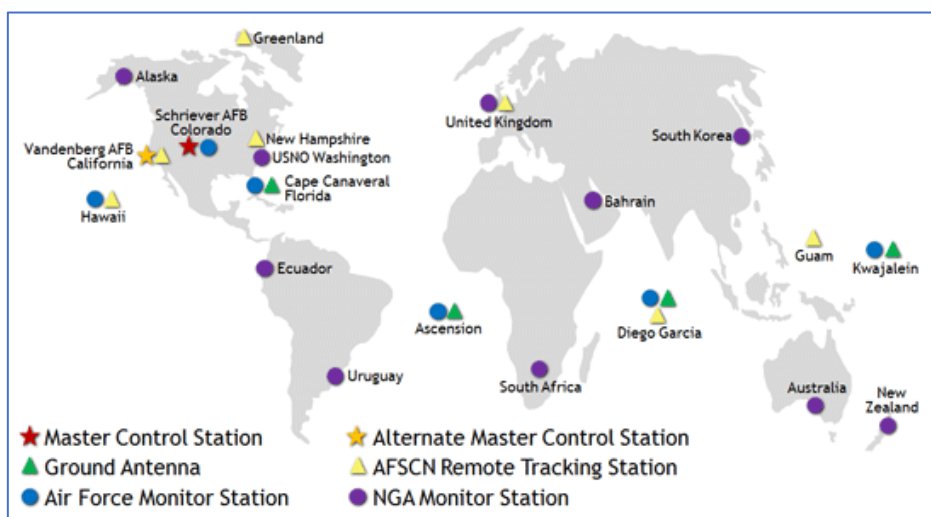 Greenland
Alaska
Schriever AFB
Colorado
United Kingdom
New Hampshire
South Korea
Vandenberg AFB
California
USNO Washington
Cape Canaveral
Florida
Hawaii
Bahrain
Guam
Kwajalein
Ecuador
Ascension
Diego Garcia
Uruguay
South Africa
Australia
New
Zealand
Master Control Station
Alternate Master Control Station
Ground Antenna
AFSCN Remote Tracking Station
Air Force Monitor Station
NGA Monitor Station